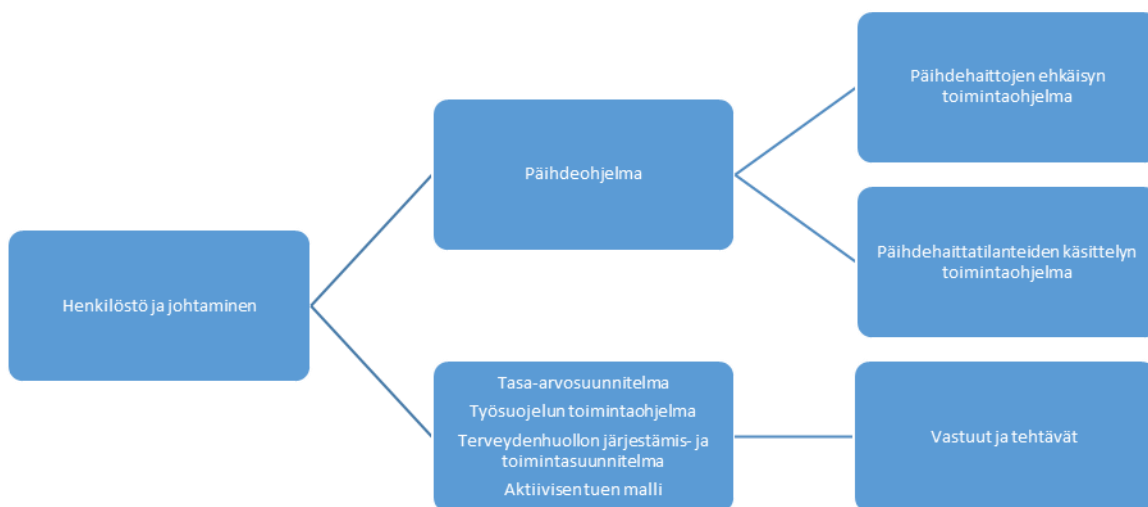 Henkilöstö ja johtaminen
Päihdeohjelma
Päihdehaittojen ehkäisyn
toimintaohjelma
Päihdehaittatilanteiden käsittelyn
toimintaohjelma
Tasa-arvosuunnitelma
Työsuojelun toimintaohjelma
Terveydenhuollon järjestämis- ja
toimintasuunnitelma
Aktiivisen tuen malli
Vastuut ja tehtävät